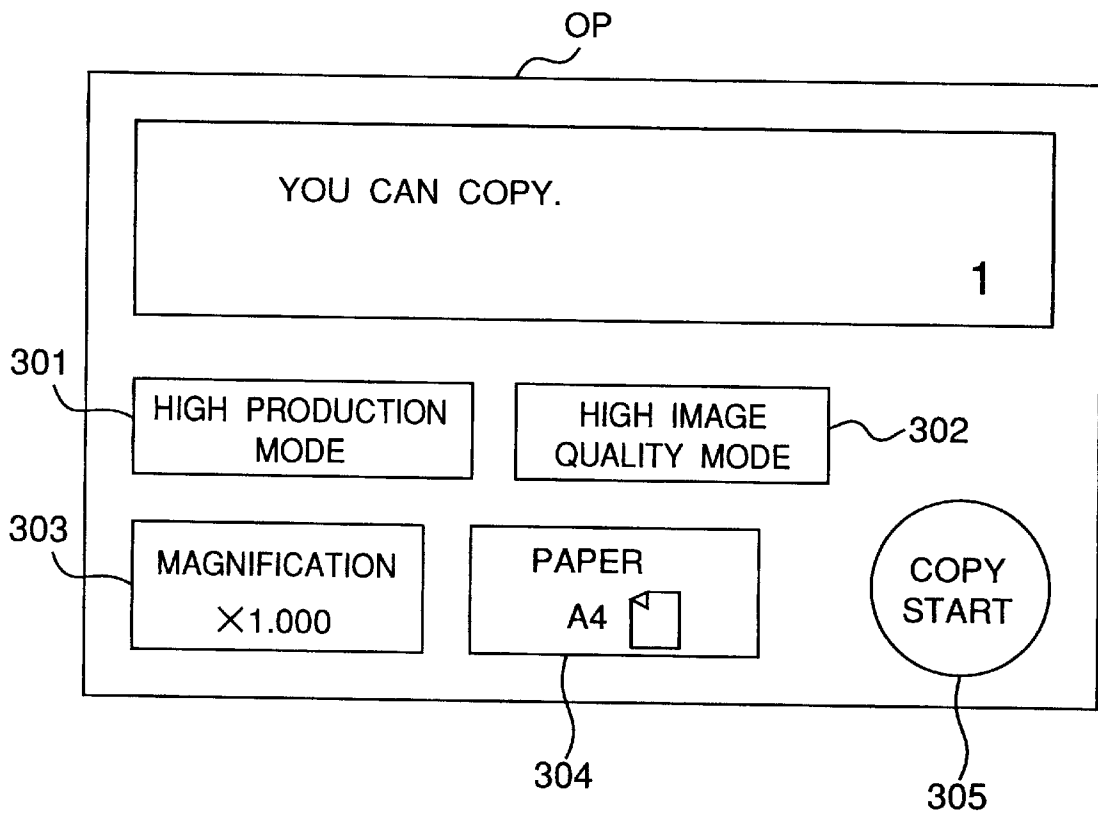 OP
YOU CAN COPY.
1
301
HIGH PRODUCTION
MODE
HIGH IMAGE
QUALITY MODE
302
303
MAGNIFICATION
×1.000
PAPER
A4
COPY
START
304
305